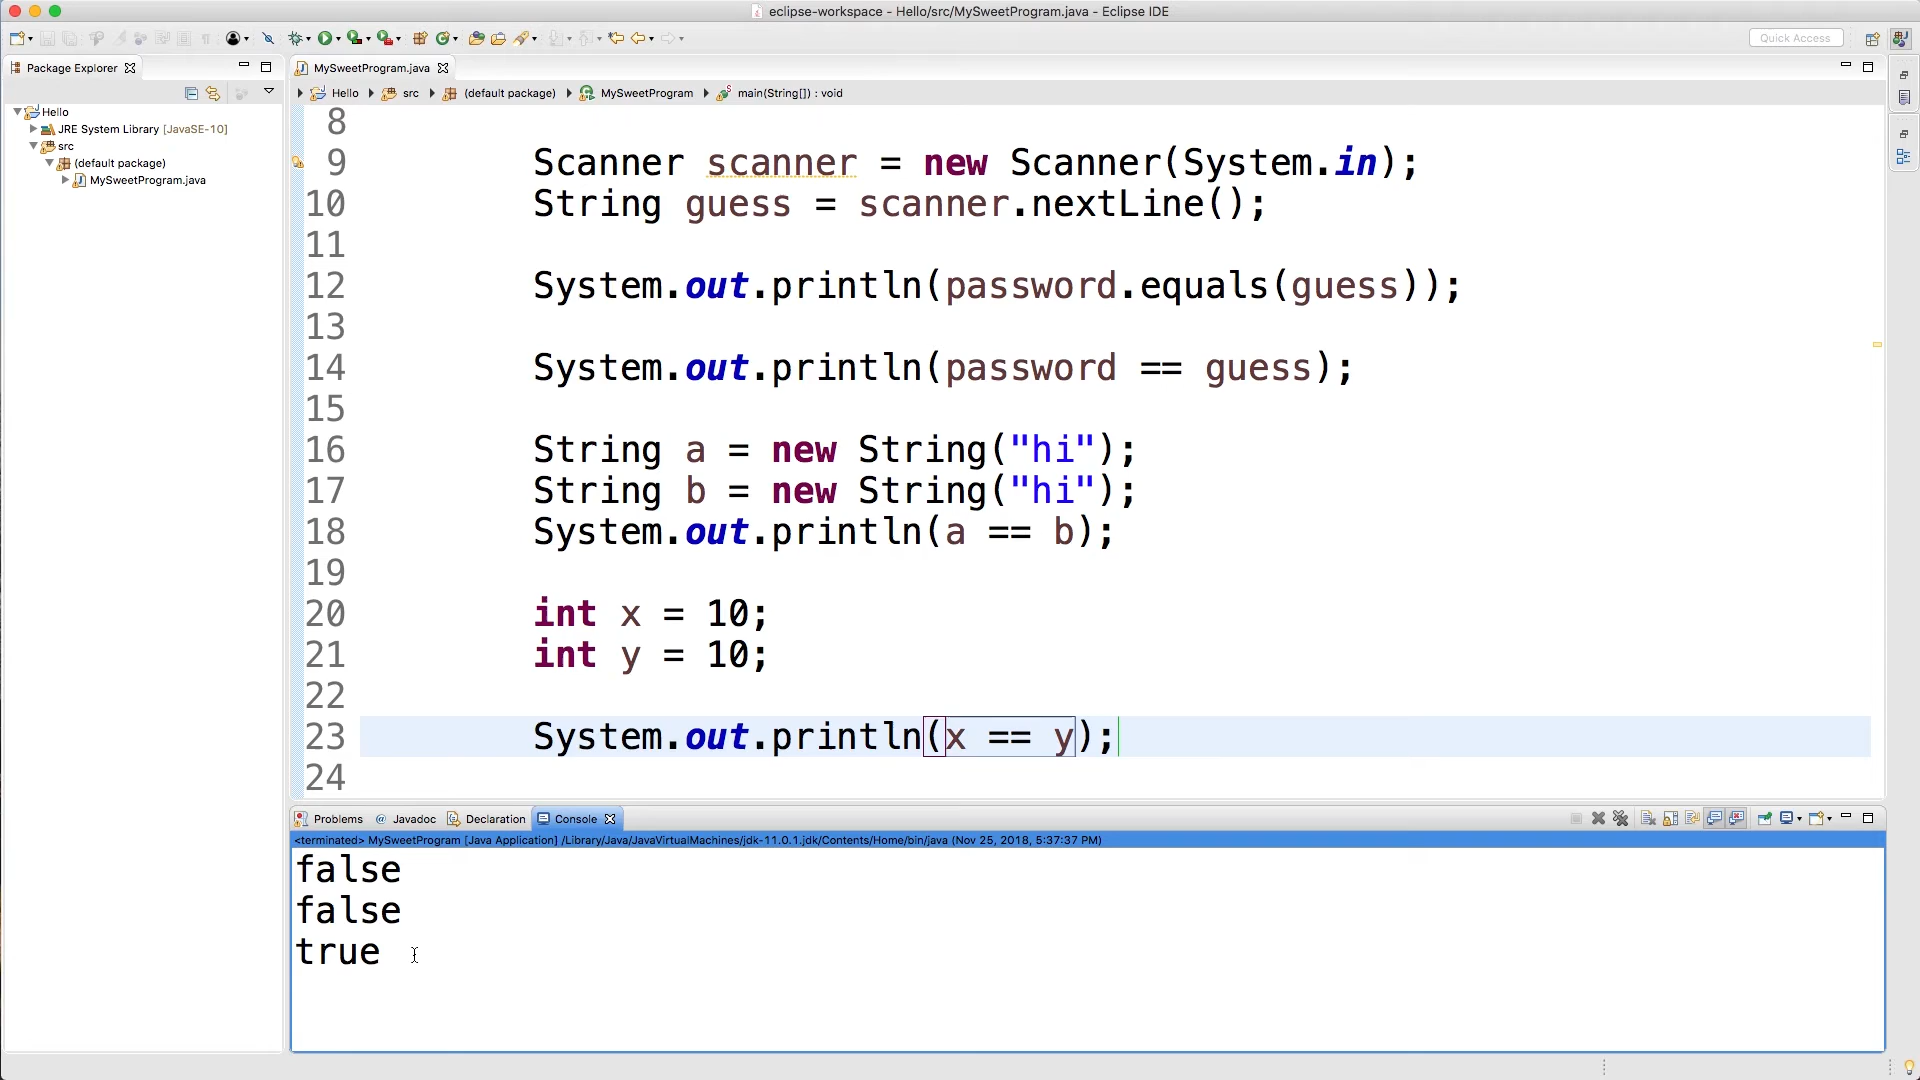 eclipse-workspace - Hello/src/MySweetProgram.java - Eclipse IDE
Quick Access
Package Explorer
MySweetProgram.java
Hello
src
(default package)
MySweetProgram
main(String[]) : void
Hello
JRE System Library [JavaSE-10]
src
(default package)
MySweetProgram.java
8
9 Scanner scanner = new Scanner(System.in);
10 String guess = scanner.nextLine();
11
12 System.out.println(password.equals(guess));
13
14 System.out.println(password == guess);
15
16 String a = new String("hi");
17 String b = new String("hi");
18 System.out.println(a == b);
19
20 int x = 10;
21 int y = 10;
22
23 System.out.println(x == y);
24
Problems @ Javadoc Declaration Console
<terminated> MySweetProgram [Java Application] /Library/Java/JavaVirtualMachines/jdk-11.0.1.jdk/Contents/Home/bin/java (Nov 25, 2018, 5:37:37 PM)
false
false
true